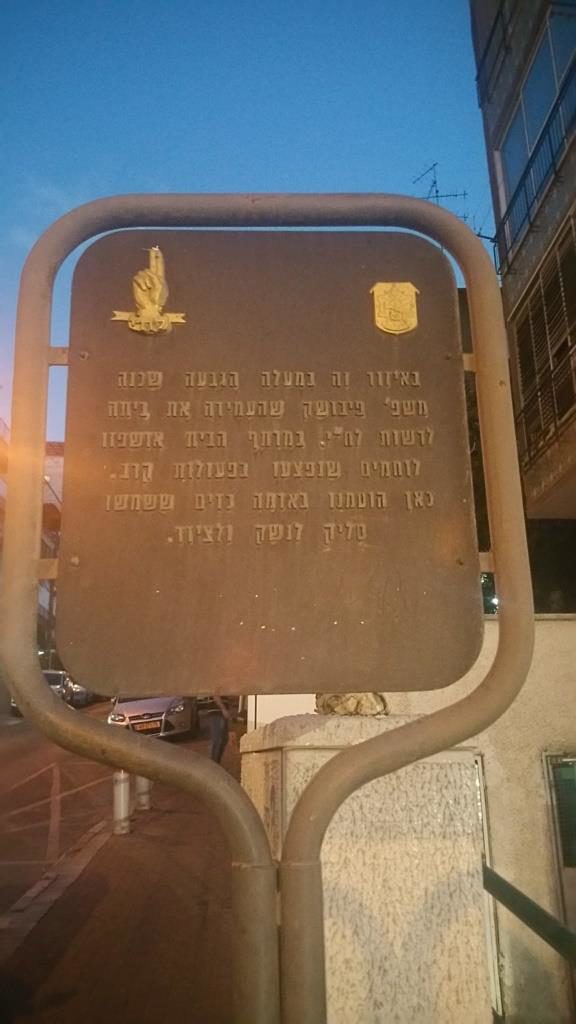 לח״י
באיזור זה במעלה הגבעה שכנה
משפ' פיבושק שהעמידה את ביתה
לרשות לח"י. במרתף הבית אושפזו
לוחמים שנפצעו בפעולות קרב.
כאן הוטמנו באדמה כדים ששמשו
סליק לנשק ולציוד.